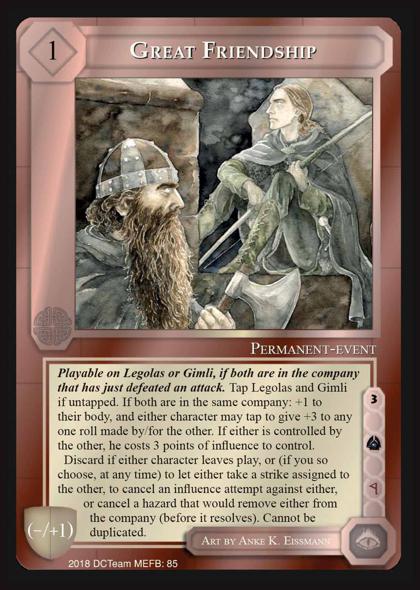 1
GREAT FRIENDSHIP
PERMANENT-EVENT
Playable on Legolas or Gimli, if both are in the company
that has just defeated an attack. Tap Legolas and Gimli
if untapped. If both are in the same company: +1 to
their body, and either character may tap to give +3 to any
one roll made by/for the other. If either is controlled by
the other, he costs 3 points of influence to control.
Discard if either character leaves play, or (if you so
choose, at any time) to let either take a strike assigned to
the other, to cancel an influence attempt against either,
or cancel a hazard that would remove either from
the company (before it resolves). Cannot be
duplicated.
3
(–/+1)
ART BY ANKE K. EISSMANN
2018 DCTeam MEFB: 85